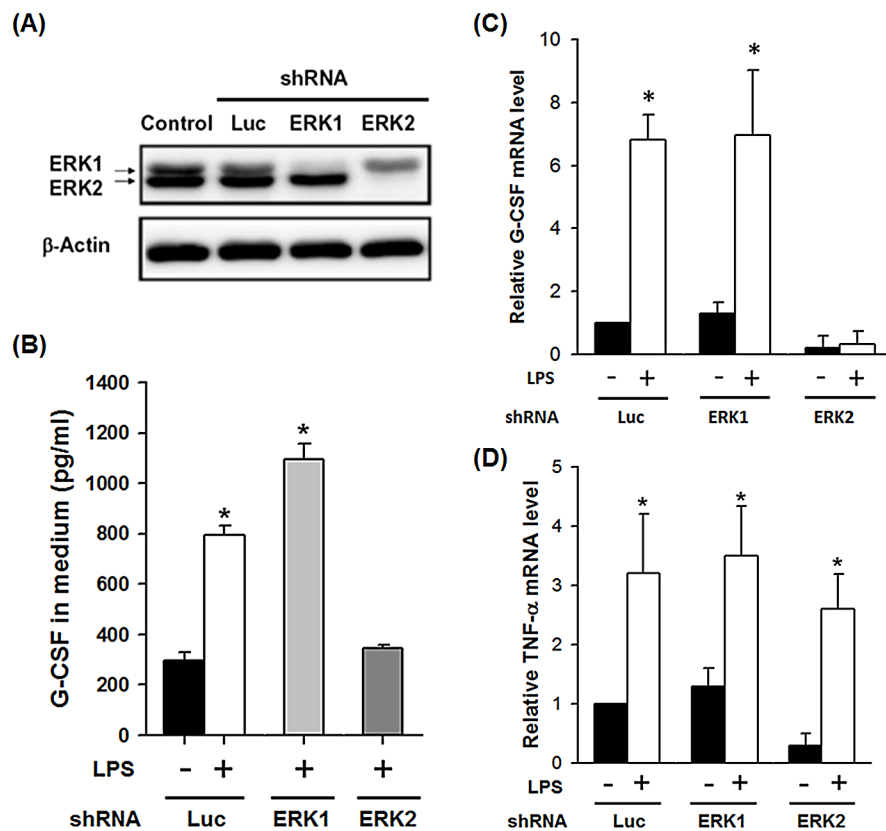 (A)
shRNA
Control Luc ERK1 ERK2
ERK1
ERK2
β-Actin
(B)
G-CSF in medium (pg/ml)
1400
1200
1000
800
600
400
200
0
* * 
LPS - + + +
shRNA Luc ERK1 ERK2
(C)
Relative G-CSF mRNA level
10
8
6
4
2
0
* *
LPS - + - + - +
shRNA Luc ERK1 ERK2
(D)
Relative TNF-α mRNA level
5
4
3
2
1
0
* * *
LPS - + - + - +
shRNA Luc ERK1 ERK2